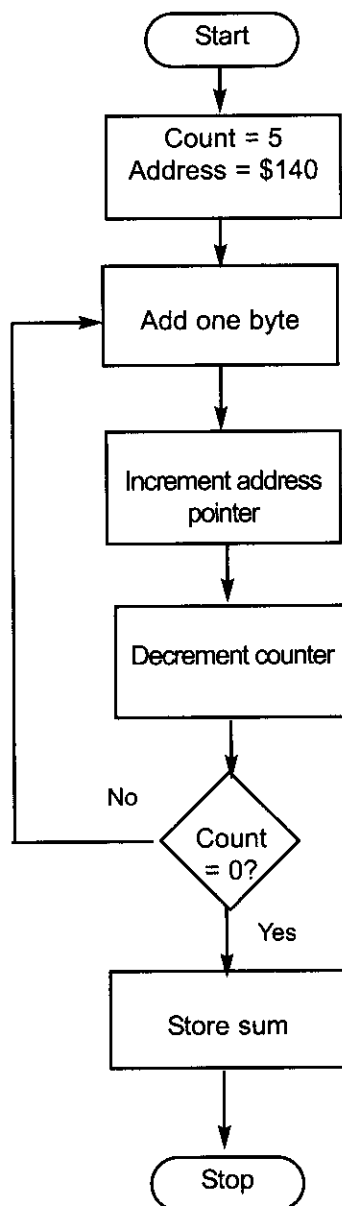 Start
Count = 5
Address = $140
Add one byte
Increment address
pointer
Decrement counter
No
Count
= 0?
Yes
Store sum
Stop